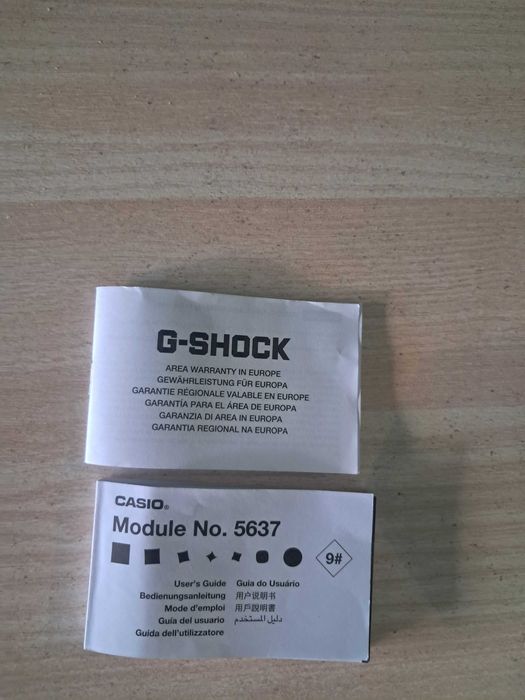 G-SHOCK
AREA WARRANTY IN EUROPE
GEWÄHRLEISTUNG FÜR EUROPA
GARANTIE RÉGIONALE VALABLE EN EUROPE
GARANTÍA PARA EL ÁREA DE EUROPA
GARANZIA DI AREA IN EUROPA
GARANTIA REGIONAL NA EUROPA
CASIO®
Module No. 5637
9#
User's Guide Guia do Usuário
Bedienungsanleitung 用户说明书
Mode d'emploi 用戶說明書
Guía del usuario دليل المستخدم
Guida dell'utilizzatore